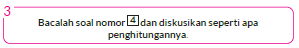 3
Bacalah soal nomor 4 dan diskusikan seperti apa
penghitungannya.